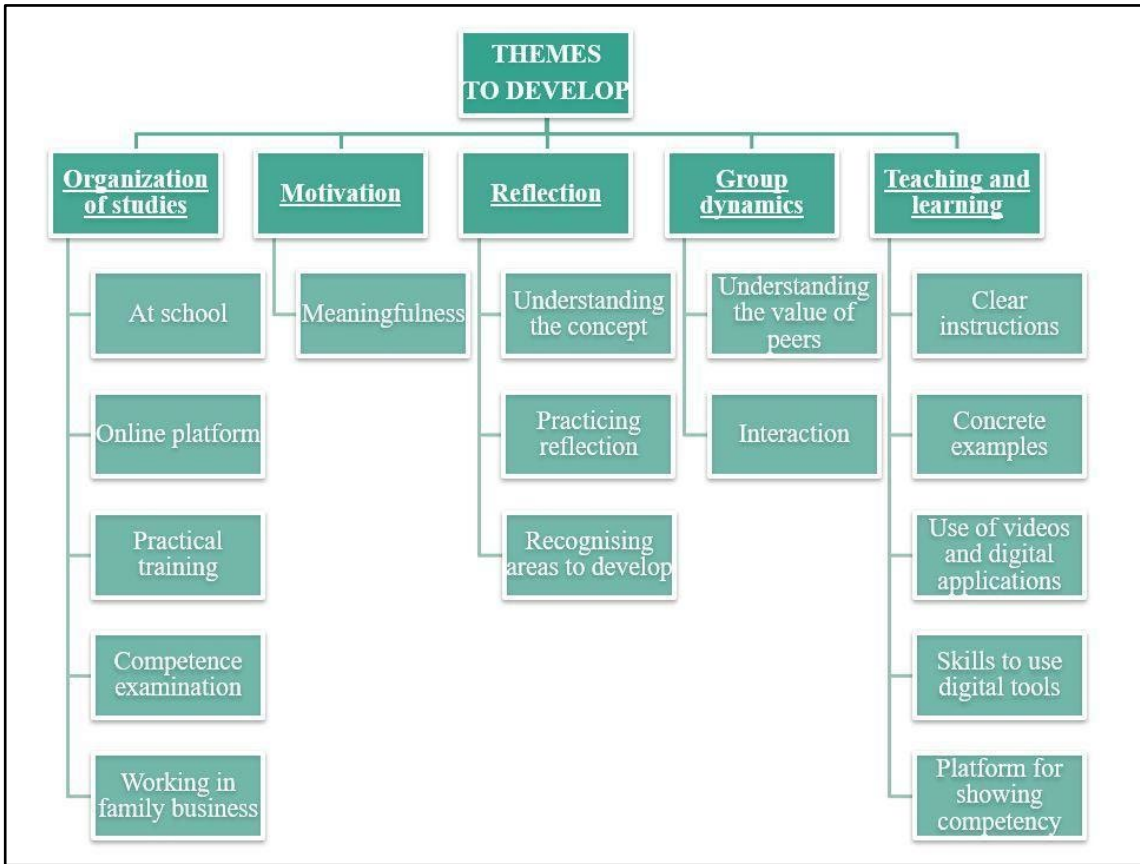 THEMES
TO DEVELOP
Organization
of studies
At school
Online platform
Practical
training
Competence
examination
Working in
family business
Motivation
Meaningfulness
Reflection
Understanding
the concept
Practicing
reflection
Recognising
areas to develop
Group
dynamics
Understanding
the value of
peers
Interaction
Teaching and
learning
Clear
instructions
Concrete
examples
Use of videos
and digital
applications
Skills to use
digital tools
Platform for
showing
competency